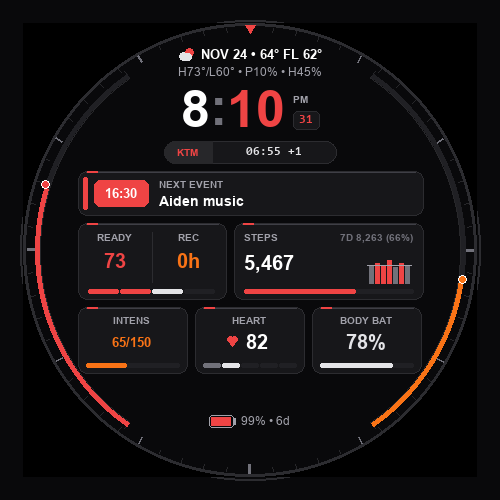 NOV 24 • 64° FL 62°
H73°/L60° • P10% • H45%
8:10 PM 31
KTM 06:55 +1
16:30 NEXT EVENT
Aiden music
READY REC
73 0h
STEPS 7D 8,263 (66%)
5,467
INTENS
65/150
HEART
82
BODY BAT
78%
99% • 6d